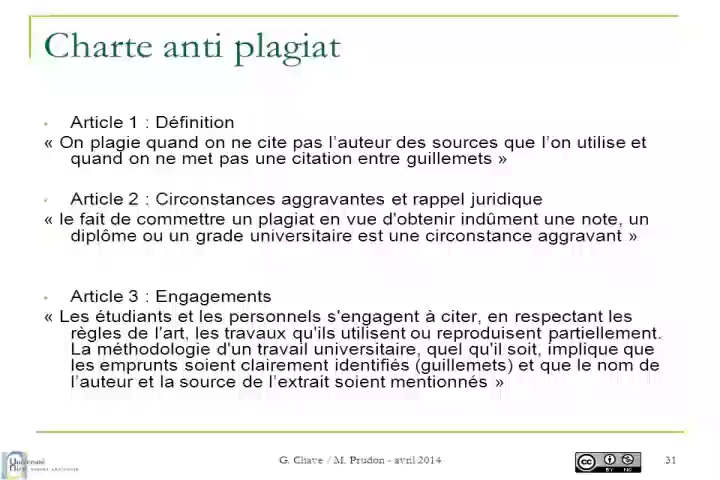 Charte anti plagiat
Article 1 : Définition
« On plagie quand on ne cite pas l'auteur des sources que l'on utilise et
quand on ne met pas une citation entre guillemets »
Article 2 : Circonstances aggravantes et rappel juridique
« le fait de commettre un plagiat en vue d'obtenir indûment une note, un
diplôme ou un grade universitaire est une circonstance aggravant »
Article 3 : Engagements
« Les étudiants et les personnels s'engagent à citer, en respectant les
règles de l'art, les travaux qu'ils utilisent ou reproduisent partiellement.
La méthodologie d'un travail universitaire, quel qu'il soit, implique que
les emprunts soient clairement identifiés (guillemets) et que le nom de
l'auteur et la source de l'extrait soient mentionnés »
Université
G. Chave / M. Prudon - avril 2014
cc
BY NC
31